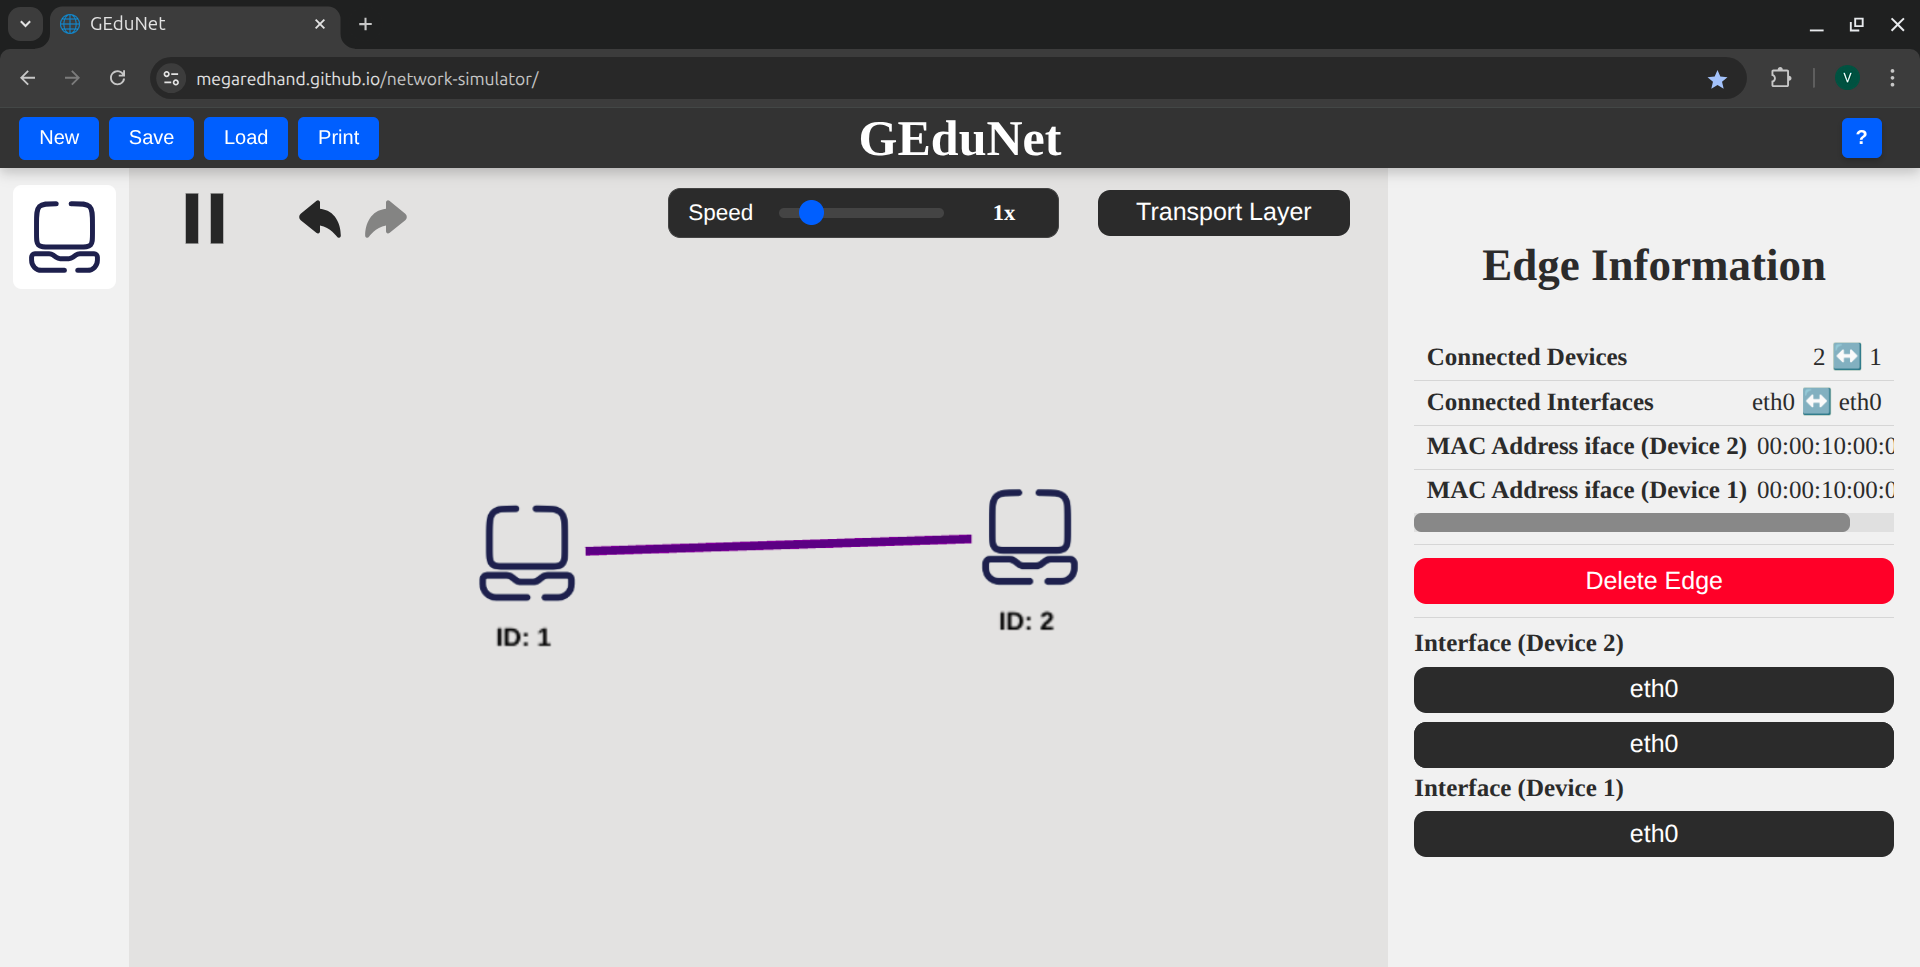 GEduNet
megaredhand.github.io/network-simulator/
V
New
Save
Load
Print
GEduNet
?
Speed
1x
Transport Layer
ID: 1
ID: 2
Edge Information
Connected Devices 2 ↔️ 1
Connected Interfaces eth0 ↔️ eth0
MAC Address iface (Device 2) 00:00:10:00:0
MAC Address iface (Device 1) 00:00:10:00:0
Delete Edge
Interface (Device 2)
eth0
eth0
Interface (Device 1)
eth0